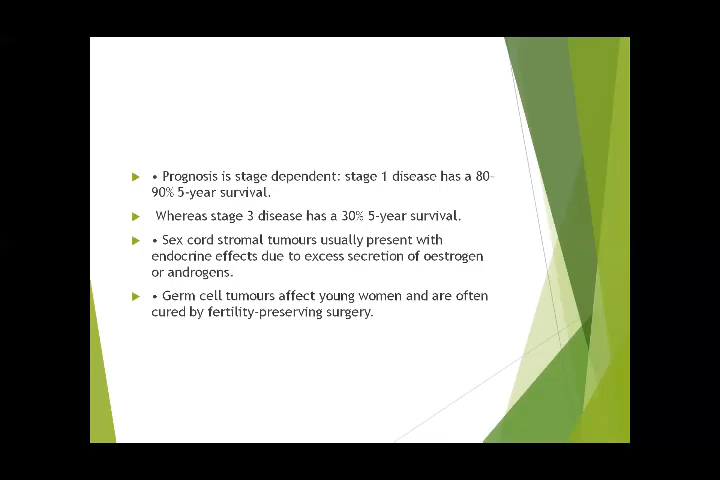 • Prognosis is stage dependent: stage 1 disease has a 80-
90% 5-year survival.
Whereas stage 3 disease has a 30% 5-year survival.
• Sex cord stromal tumours usually present with
endocrine effects due to excess secretion of oestrogen
or androgens.
• Germ cell tumours affect young women and are often
cured by fertility-preserving surgery.